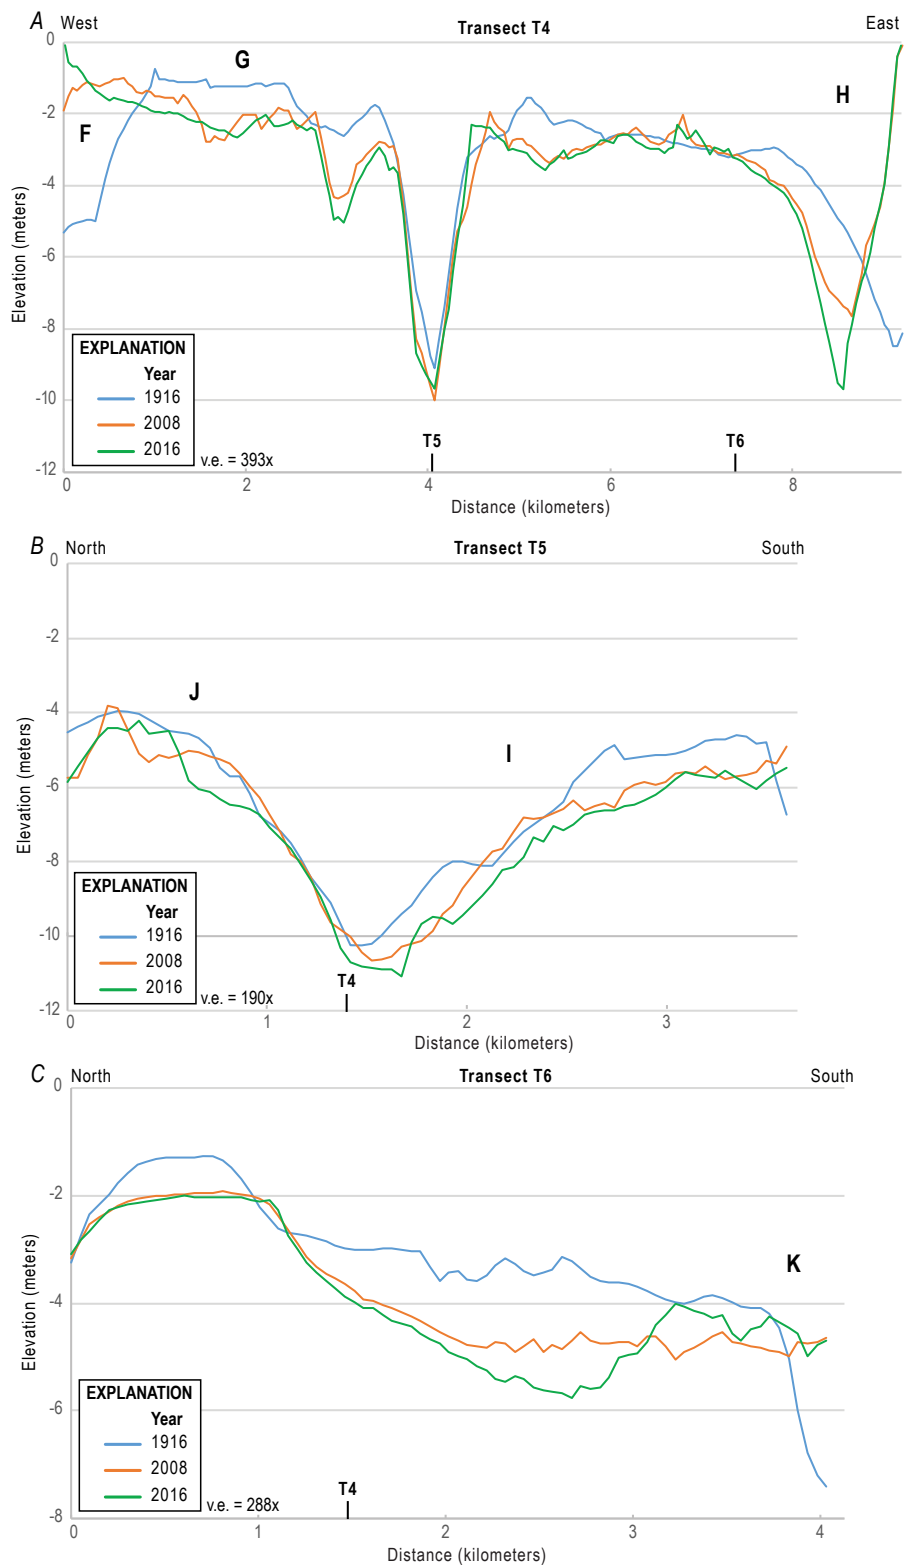 A West Transect T4 East
0
-2
-4
-6
-8
-10
-12
Elevation (meters)
G
F
H
EXPLANATION
Year
1916
2008
2016
v.e. = 393x
T5
T6
0 2 4 6 8
Distance (kilometers)
B North Transect T5 South
0
-2
-4
-6
-8
-10
-12
Elevation (meters)
J
I
EXPLANATION
Year
1916
2008
2016
v.e. = 190x
T4
0 1 2 3
Distance (kilometers)
C North Transect T6 South
0
-2
-4
-6
-8
Elevation (meters)
K
EXPLANATION
Year
1916
2008
2016
v.e. = 288x
T4
0 1 2 3 4
Distance (kilometers)